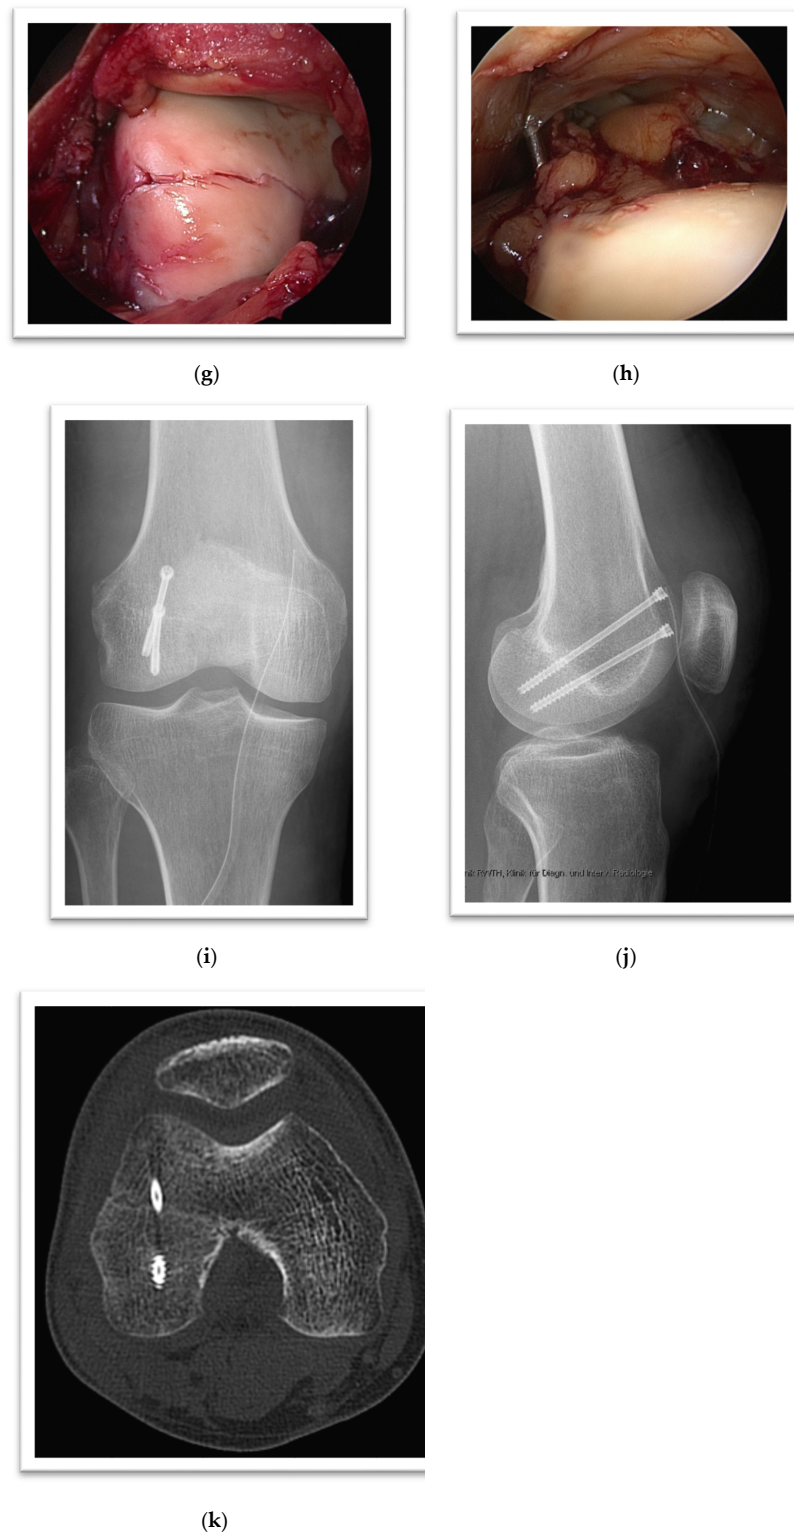 (g)
(h)
(i)
(j)
nik RWTH, Klinik für Diagn. und Interv. Radiologie
(k)